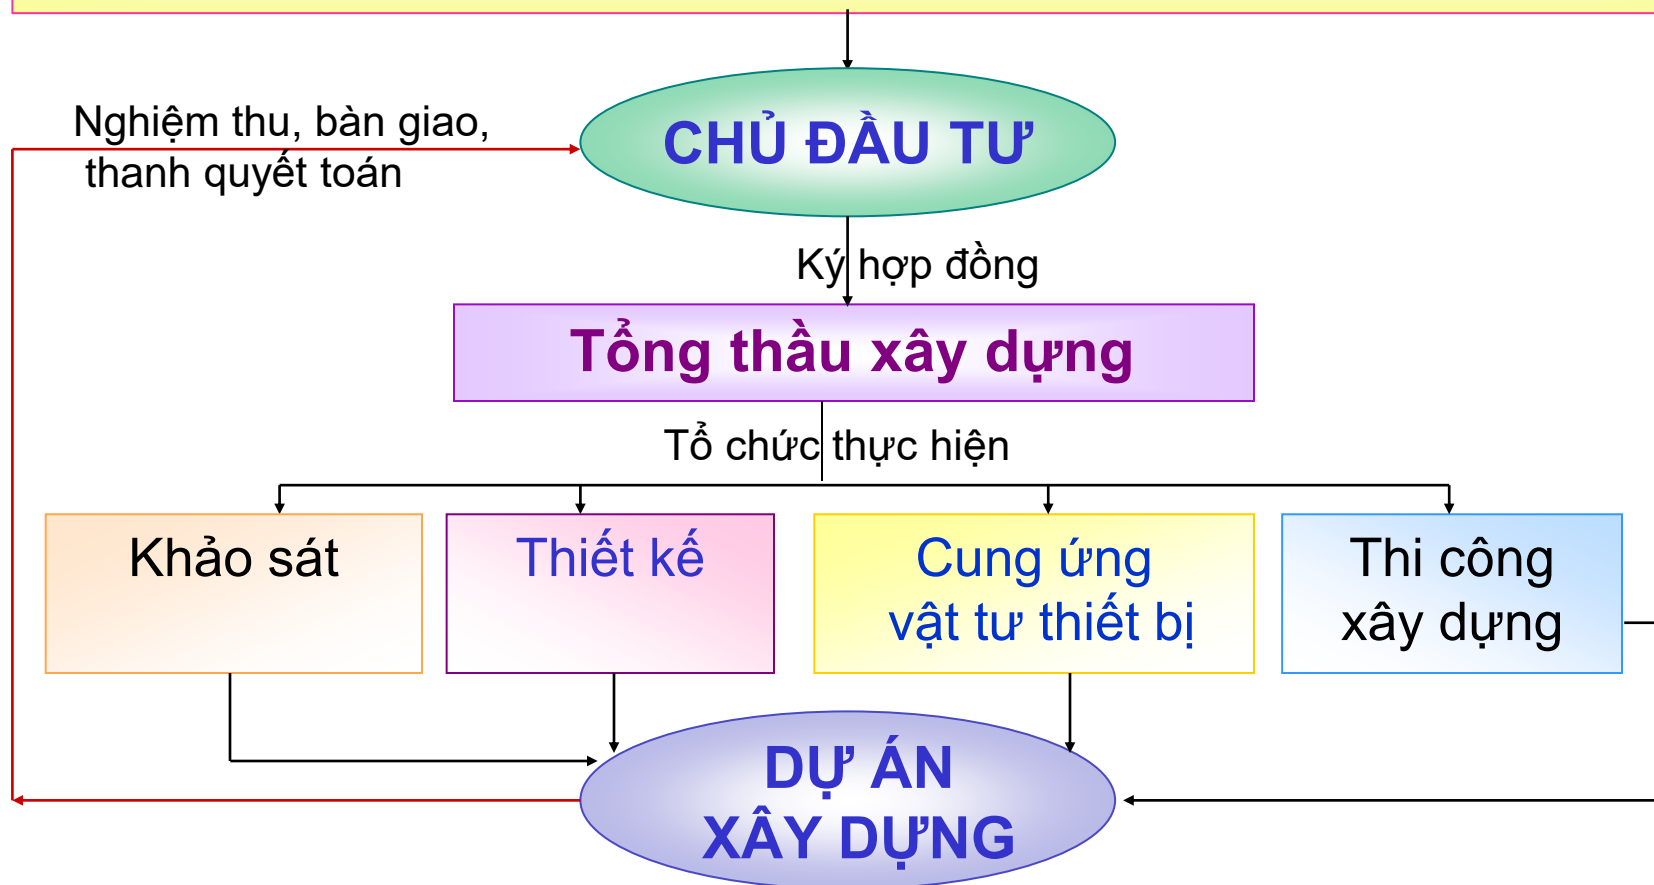 Nghiệm thu, bàn giao,
thanh quyết toán
CHỦ ĐẦU TƯ
Ký hợp đồng
Tổng thầu xây dựng
Tổ chức thực hiện
Khảo sát
Thiết kế
Cung ứng
vật tư thiết bị
Thi công
xây dựng
DỰ ÁN
XÂY DỰNG